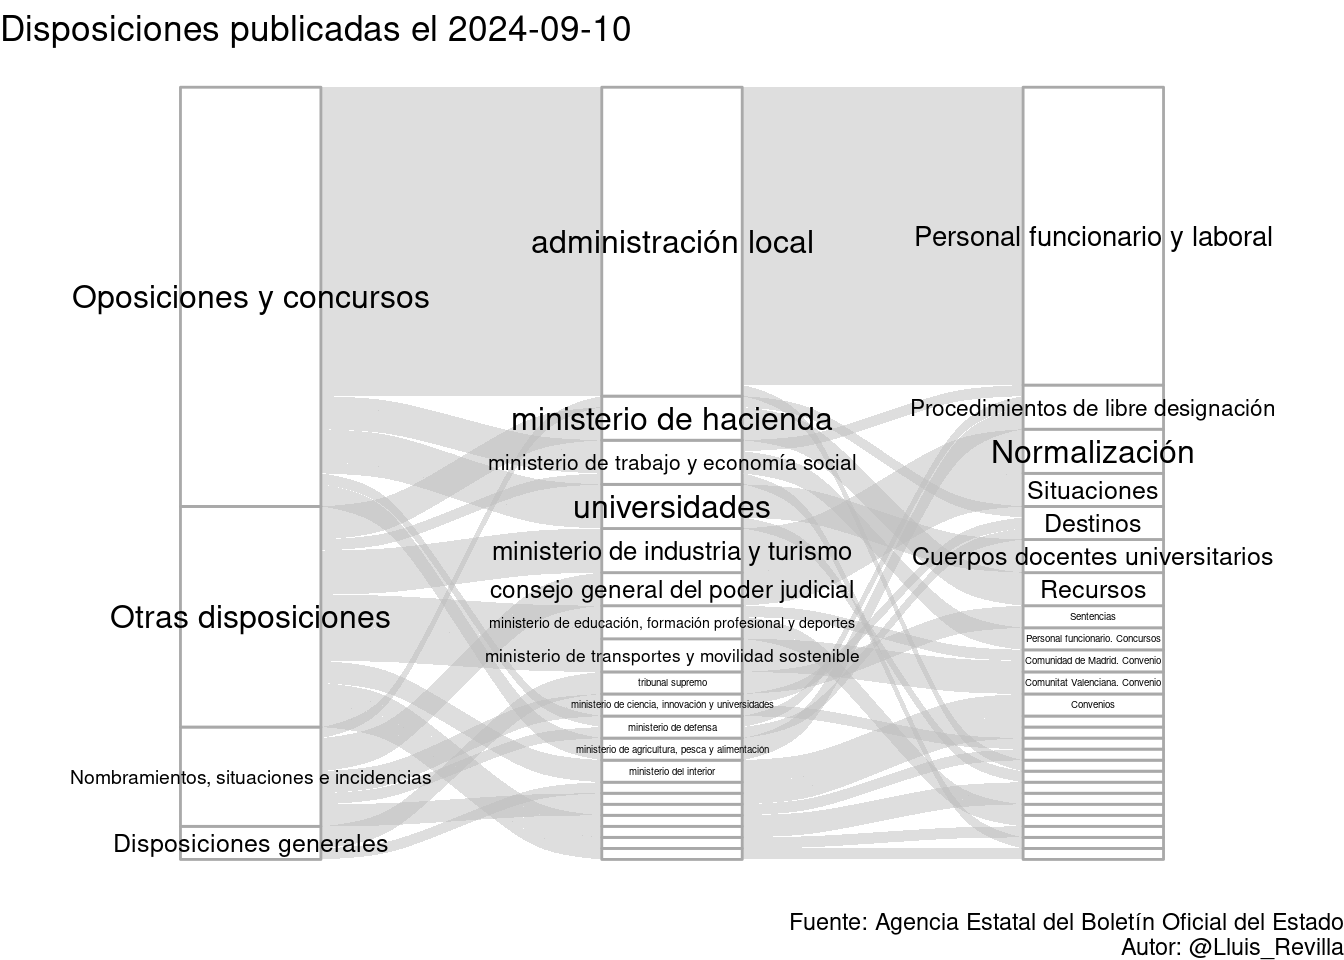 Disposiciones publicadas el 2024-09-10
Oposiciones y concursos
Otras disposiciones
Nombramientos, situaciones e incidencias
Disposiciones generales
administración local
ministerio de hacienda
ministerio de trabajo y economía social
universidades
ministerio de industria y turismo
consejo general del poder judicial
ministerio de educación, formación profesional y deportes
ministerio de transportes y movilidad sostenible
tribunal supremo
ministerio de ciencia, innovación y universidades
ministerio de defensa
ministerio de agricultura, pesca y alimentación
ministerio del interior
Personal funcionario y laboral
Procedimientos de libre designación
Normalización
Situaciones
Destinos
Cuerpos docentes universitarios
Recursos
Sentencias
Personal funcionario. Concursos
Comunidad de Madrid. Convenio
Comunitat Valenciana. Convenio
Convenios
Fuente: Agencia Estatal del Boletín Oficial del Estado
Autor: @Lluis_Revilla